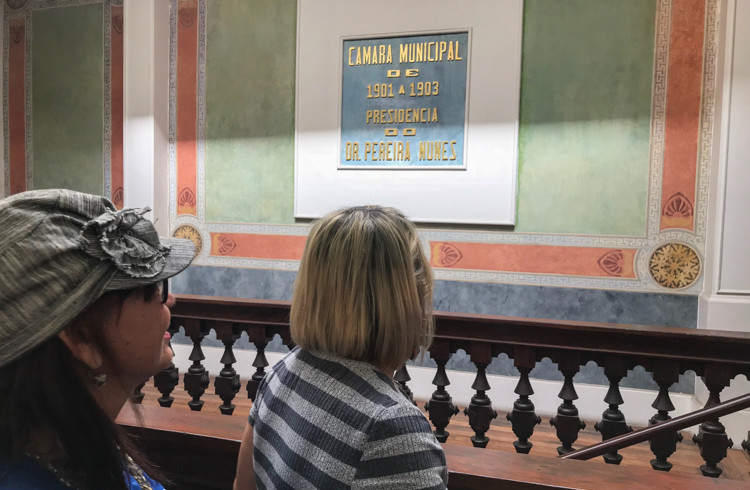 CAMARA MUNICIPAL
DE
1901 A 1903
PRESIDENCIA
DO
DR. PEREIRA NUNES